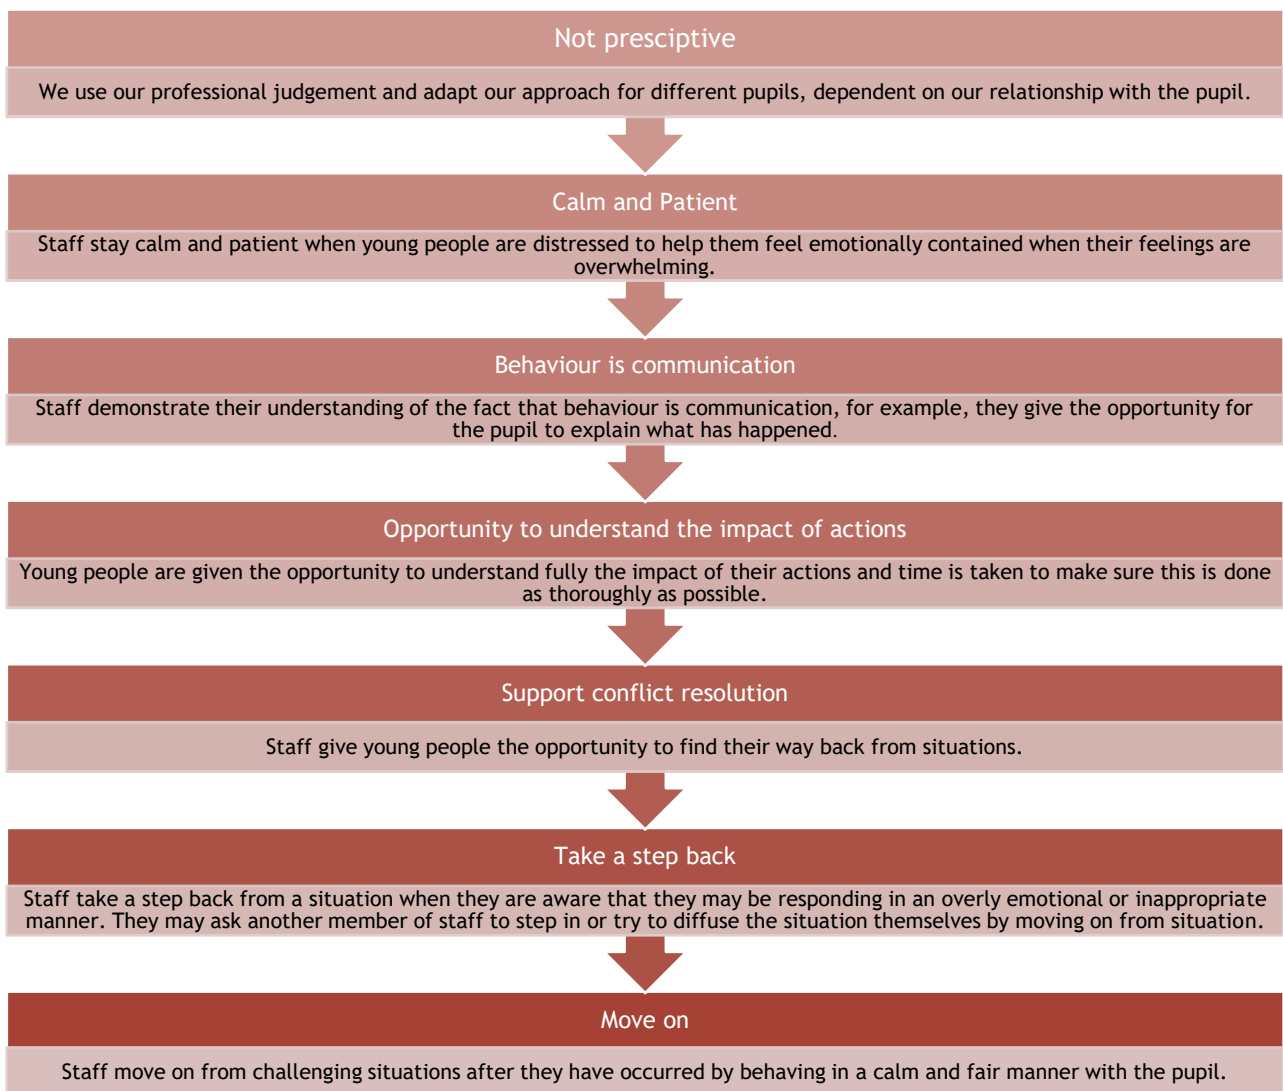 Not presciptive
We use our professional judgement and adapt our approach for different pupils, dependent on our relationship with the pupil.
Calm and Patient
Staff stay calm and patient when young people are distressed to help them feel emotionally contained when their feelings are
overwhelming.
Behaviour is communication
Staff demonstrate their understanding of the fact that behaviour is communication, for example, they give the opportunity for
the pupil to explain what has happened.
Opportunity to understand the impact of actions
Young people are given the opportunity to understand fully the impact of their actions and time is taken to make sure this is done
as thoroughly as possible.
Support conflict resolution
Staff give young people the opportunity to find their way back from situations.
Take a step back
Staff take a step back from a situation when they are aware that they may be responding in an overly emotional or inappropriate
manner. They may ask another member of staff to step in or try to diffuse the situation themselves by moving on from situation.
Move on
Staff move on from challenging situations after they have occurred by behaving in a calm and fair manner with the pupil.